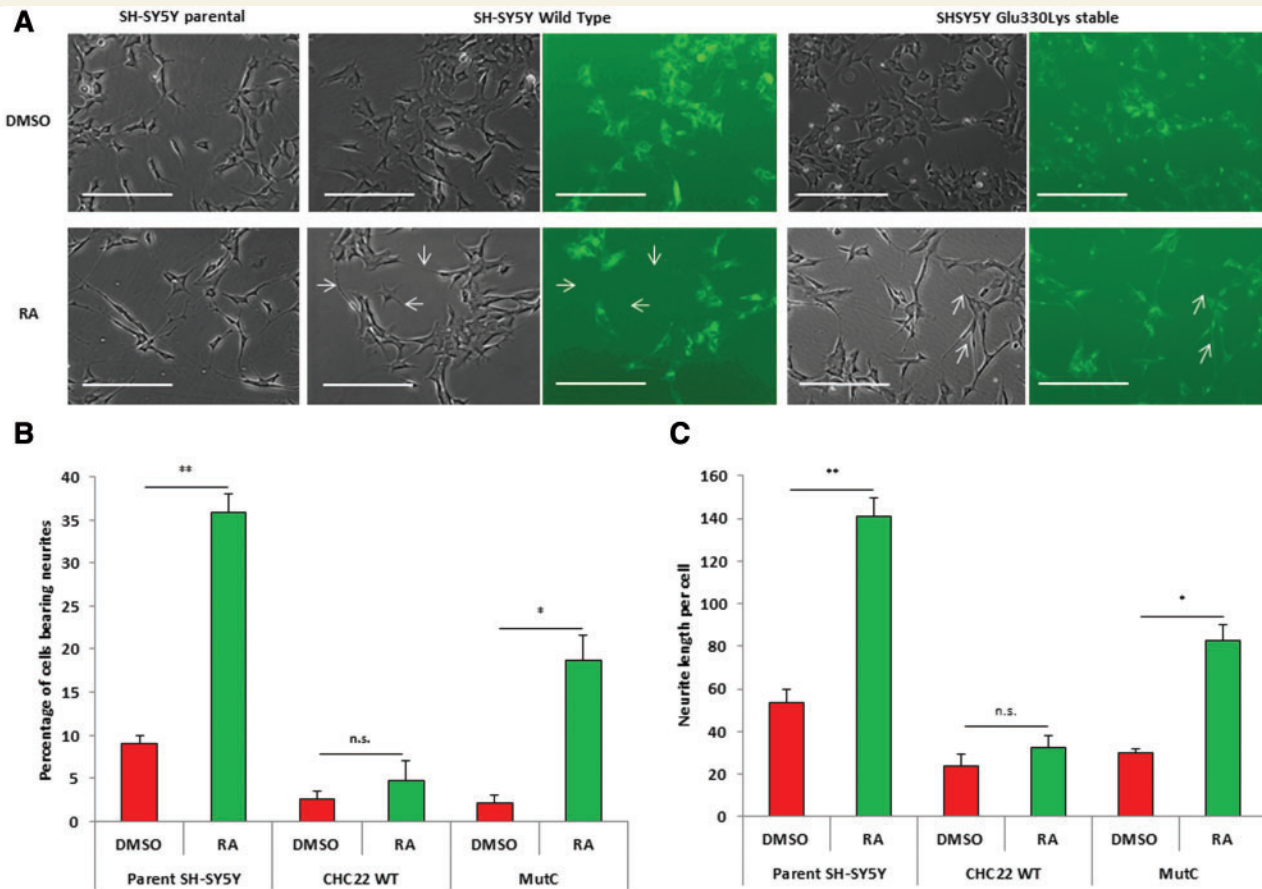 A
SH-SY5Y parental
SH-SY5Y Wild Type
SHSY5Y Glu330Lys stable
DMSO
RA
B
Percentage of cells bearing neurites
40
35
30
25
20
15
10
5
0
**
n.s.
*
DMSO RA DMSO RA DMSO RA
Parent SH-SY5Y CHC22 WT MutC
C
Neurite length per cell
160
140
120
100
80
60
40
20
0
**
n.s.
*
DMSO RA DMSO RA DMSO RA
Parent SH-SY5Y CHC22 WT MutC